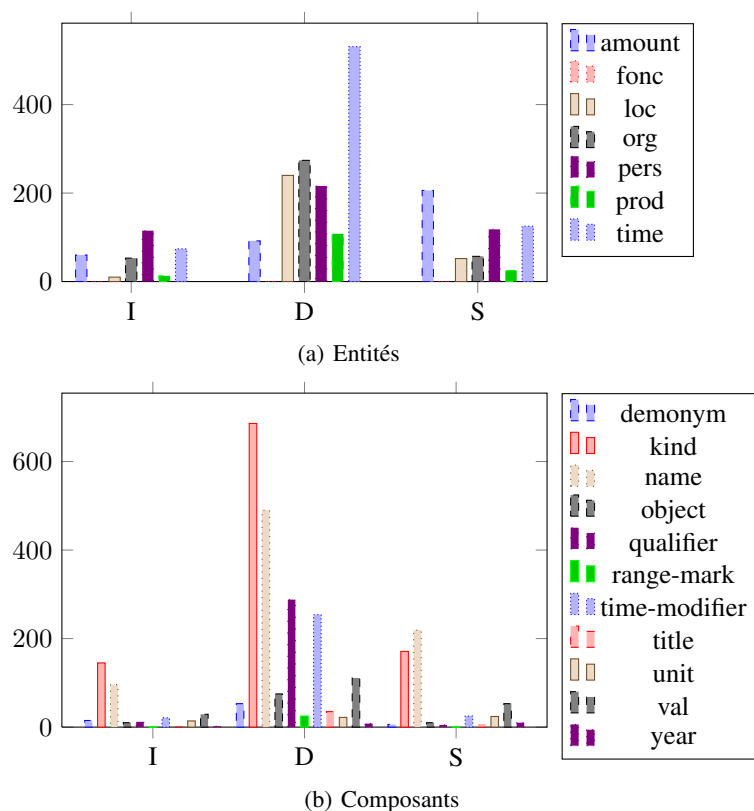 400
200
0
I D S
amount
fonc
loc
org
pers
prod
time
(a) Entités
600
400
200
0
I D S
demonym
kind
name
object
qualifier
range-mark
time-modifier
title
unit
val
year
(b) Composants